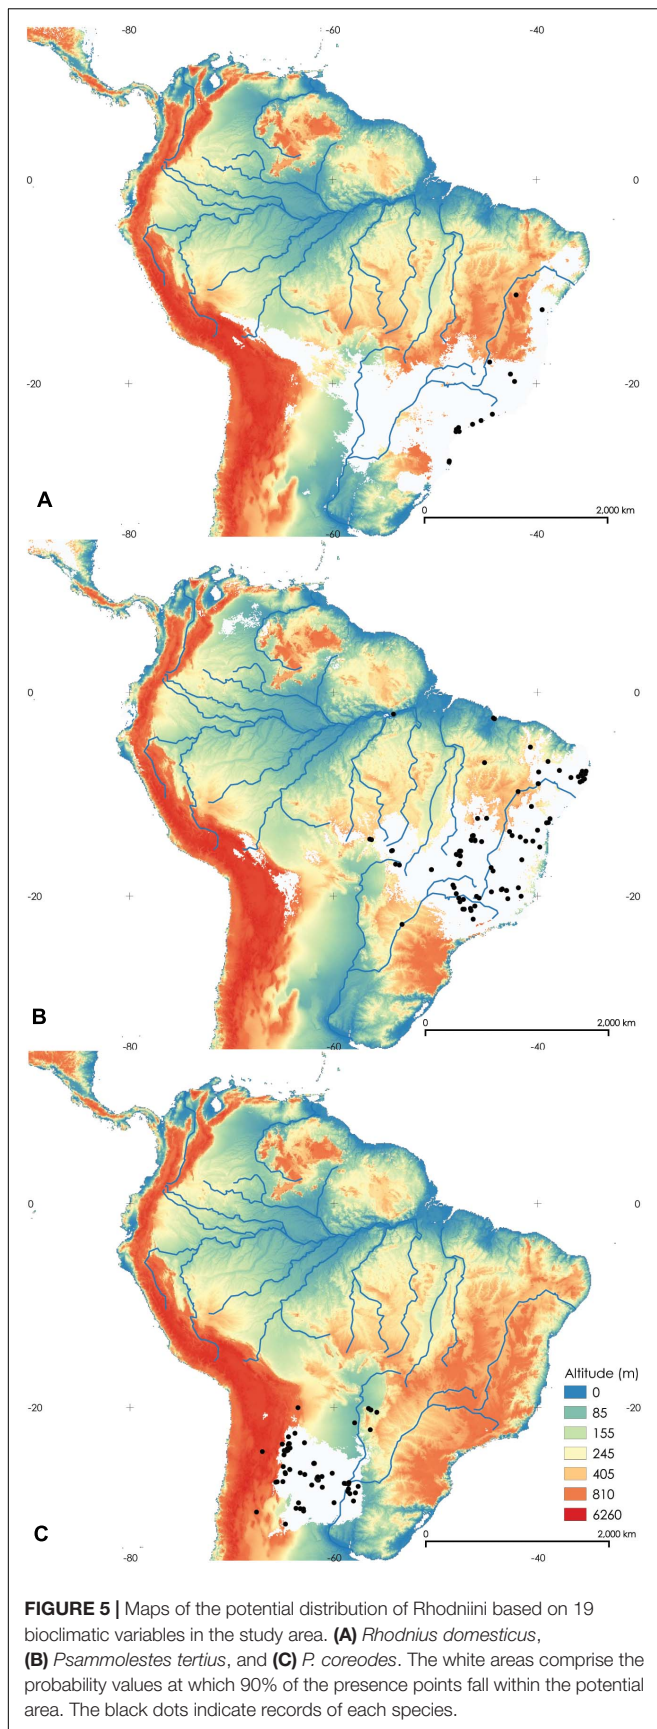 -80
-60
-40
0
0
-20
-20
A
0
2,000 km
-80
-60
-40
0
0
-20
-20
B
0
2,000 km
-80
-60
-40
0
0
-20
-20
Altitude (m)
0
85
155
245
405
810
6260
C
0
2,000 km
-80
-60
-40
FIGURE 5 | Maps of the potential distribution of Rhodniini based on 19
bioclimatic variables in the study area. (A) Rhodnius domesticus,
(B) Psammolestes tertius, and (C) P. coreodes. The white areas comprise the
probability values at which 90% of the presence points fall within the potential
area. The black dots indicate records of each species.